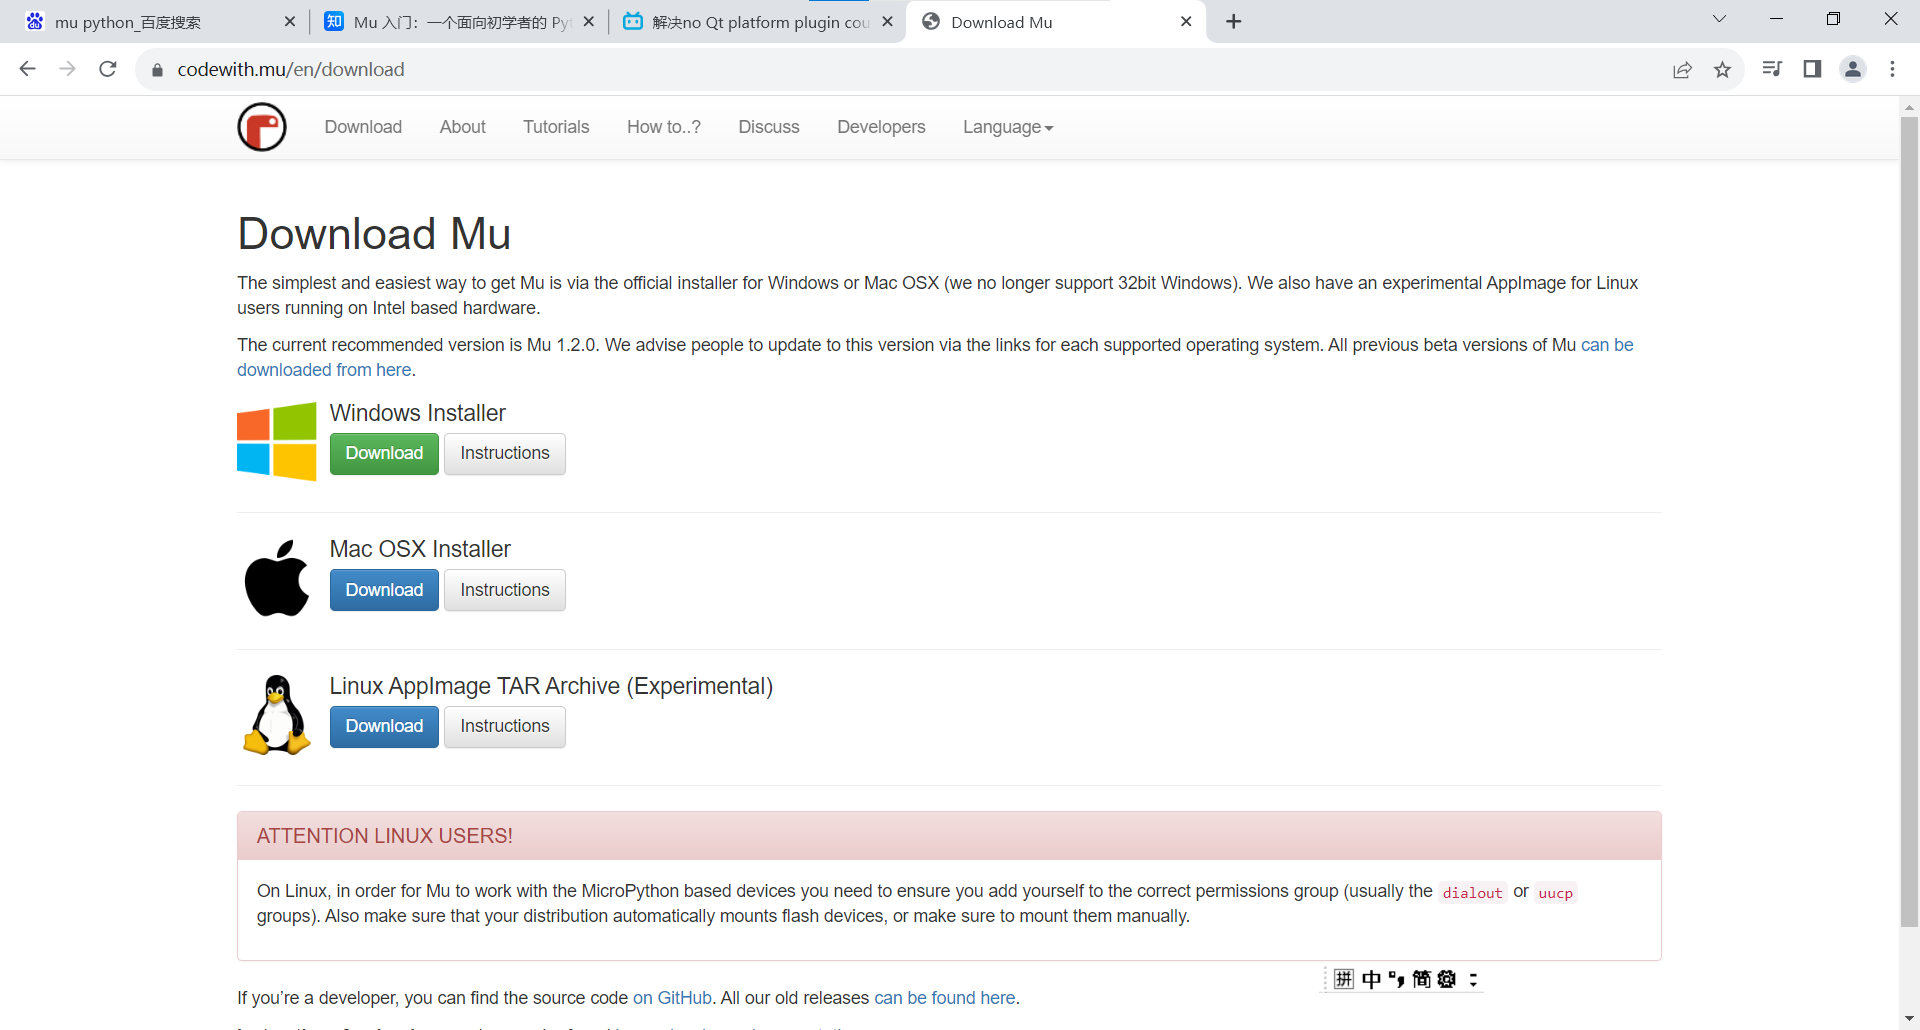 mu python_百度搜索
知 Mu 入门：一个面向初学者的 Py
解决no Qt platform plugin cou
Download Mu
codewith.mu/en/download
Download About Tutorials How to..? Discuss Developers Language
Download Mu
The simplest and easiest way to get Mu is via the official installer for Windows or Mac OSX (we no longer support 32bit Windows). We also have an experimental AppImage for Linux
users running on Intel based hardware.
The current recommended version is Mu 1.2.0. We advise people to update to this version via the links for each supported operating system. All previous beta versions of Mu can be
downloaded from here.
Windows Installer
Download Instructions
Mac OSX Installer
Download Instructions
Linux AppImage TAR Archive (Experimental)
Download Instructions
ATTENTION LINUX USERS!
On Linux, in order for Mu to work with the MicroPython based devices you need to ensure you add yourself to the correct permissions group (usually the dialout or uucp
groups). Also make sure that your distribution automatically mounts flash devices, or make sure to mount them manually.
拼 中 简
If you’re a developer, you can find the source code on GitHub. All our old releases can be found here.